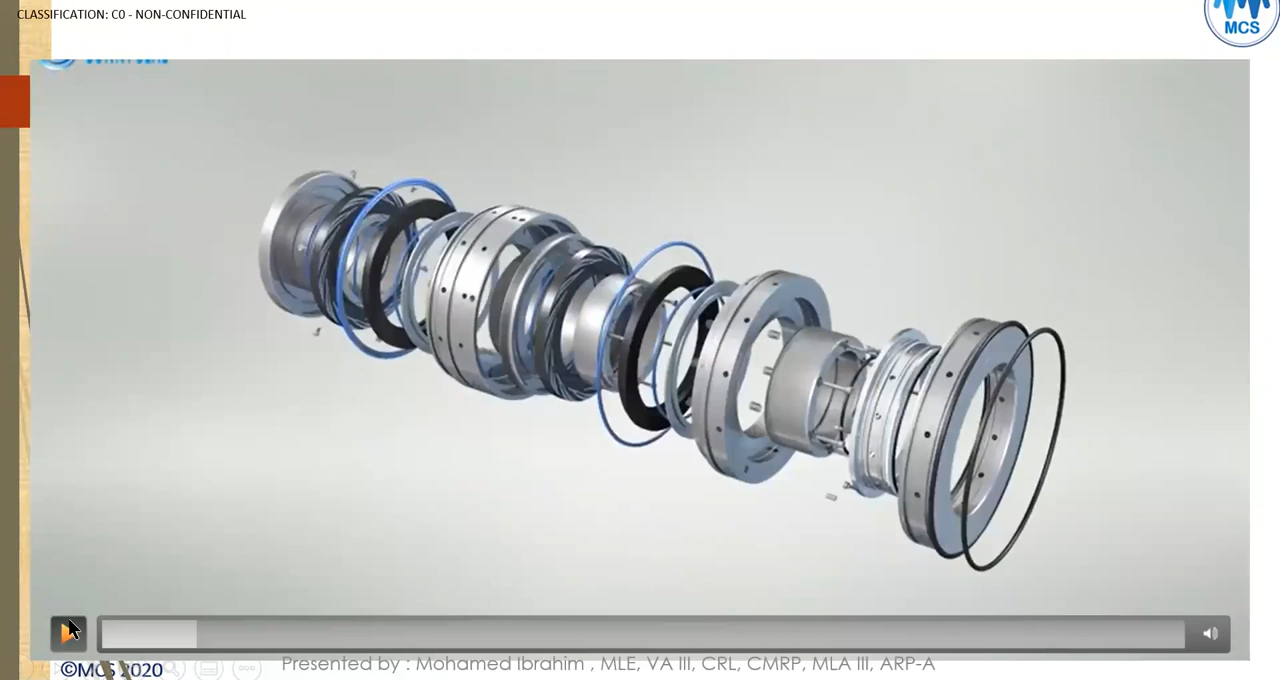 CLASSIFICATION: C0 - NON-CONFIDENTIAL
MCS
©MCS 2020
Presented by : Mohamed Ibrahim , MLE, VA III, CRL, CMRP, MLA III, ARP-A